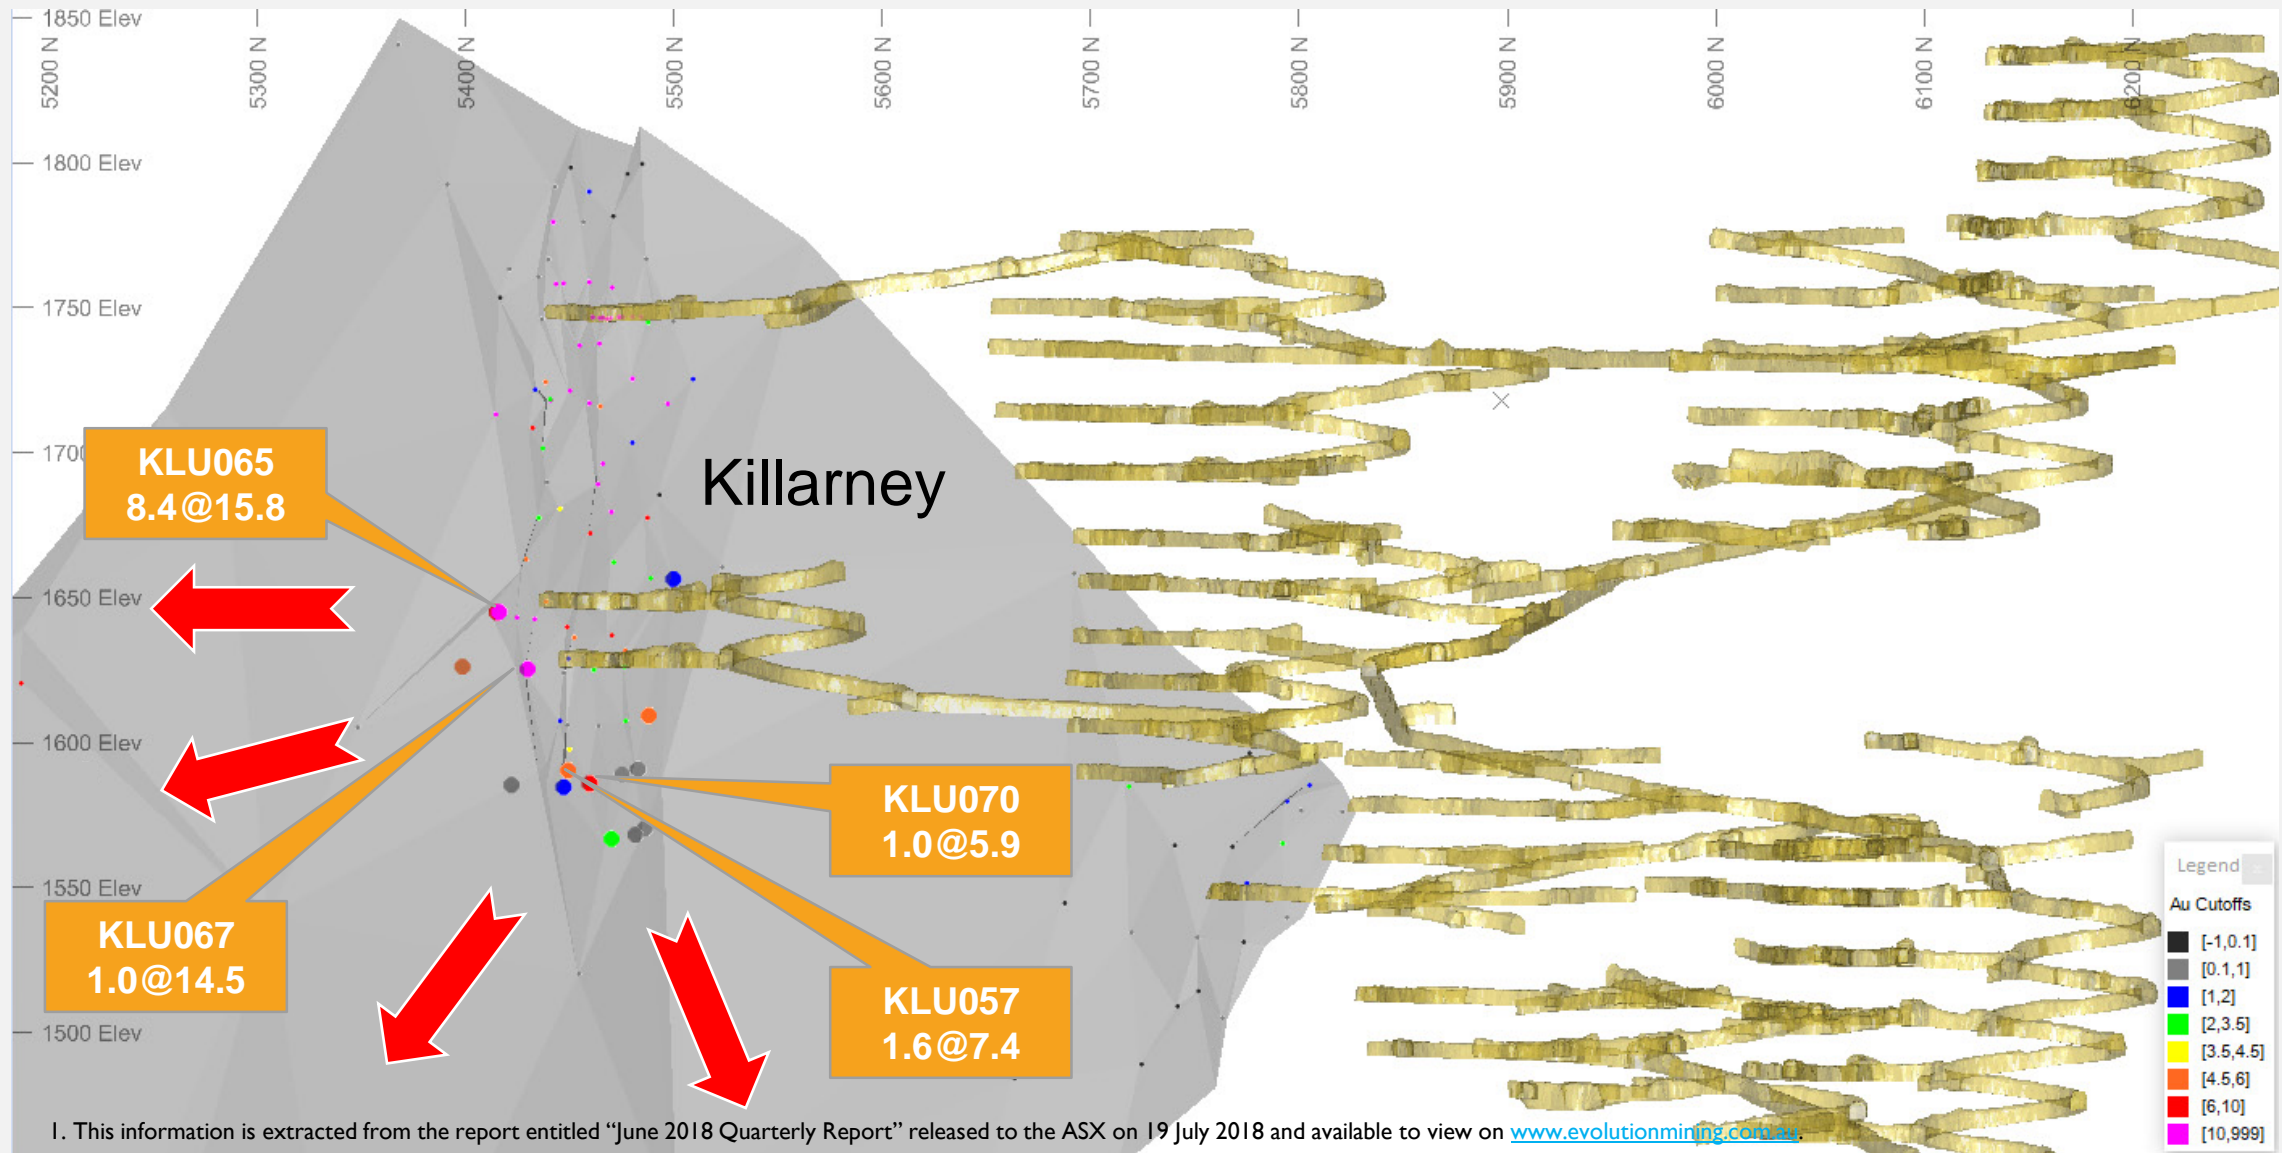 1850 Elev
5200 N
5300 N
5400 N
5500 N
5600 N
5700 N
5800 N
5900 N
6000 N
6100 N
6200 N
1800 Elev
1750 Elev
1700
KLU065
8.4@15.8
Killarney
1650 Elev
1600 Elev
KLU070
1.0@5.9
1550 Elev
KLU067
1.0@14.5
KLU057
1.6@7.4
1500 Elev
Legend
Au Cutoffs
[-1,0.1]
[0.1,1]
[1,2]
[2,3.5]
[3.5,4.5]
[4.5,6]
[6,10]
[10,999]
1. This information is extracted from the report entitled “June 2018 Quarterly Report” released to the ASX on 19 July 2018 and available to view on www.evolutionmining.com.au.